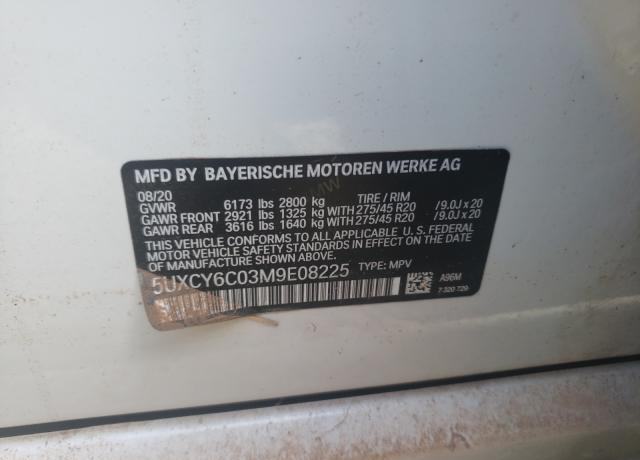 MFD BY BAYERISCHE MOTOREN WERKE AG
08/20
GVWR 6173 lbs 2800 kg TIRE / RIM
GAWR FRONT 2921 lbs 1325 kg WITH 275/45 R20 /9.0J x 20
GAWR REAR 3616 lbs 1640 kg WITH 275/45 R20 /9.0J x 20
THIS VEHICLE CONFORMS TO ALL APPLICABLE U.S. FEDERAL
MOTOR VEHICLE SAFETY STANDARDS IN EFFECT ON THE DATE OF
MANUFACTURE SHOWN ABOVE.
5UXCY6C03M9E08225 TYPE: MPV
A96M
7 320 729